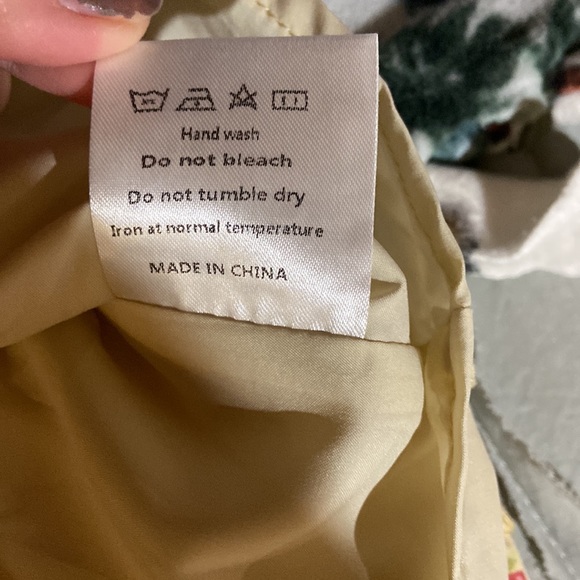 Hand wash
Do not bleach
Do not tumble dry
Iron at normal temperature
MADE IN CHINA